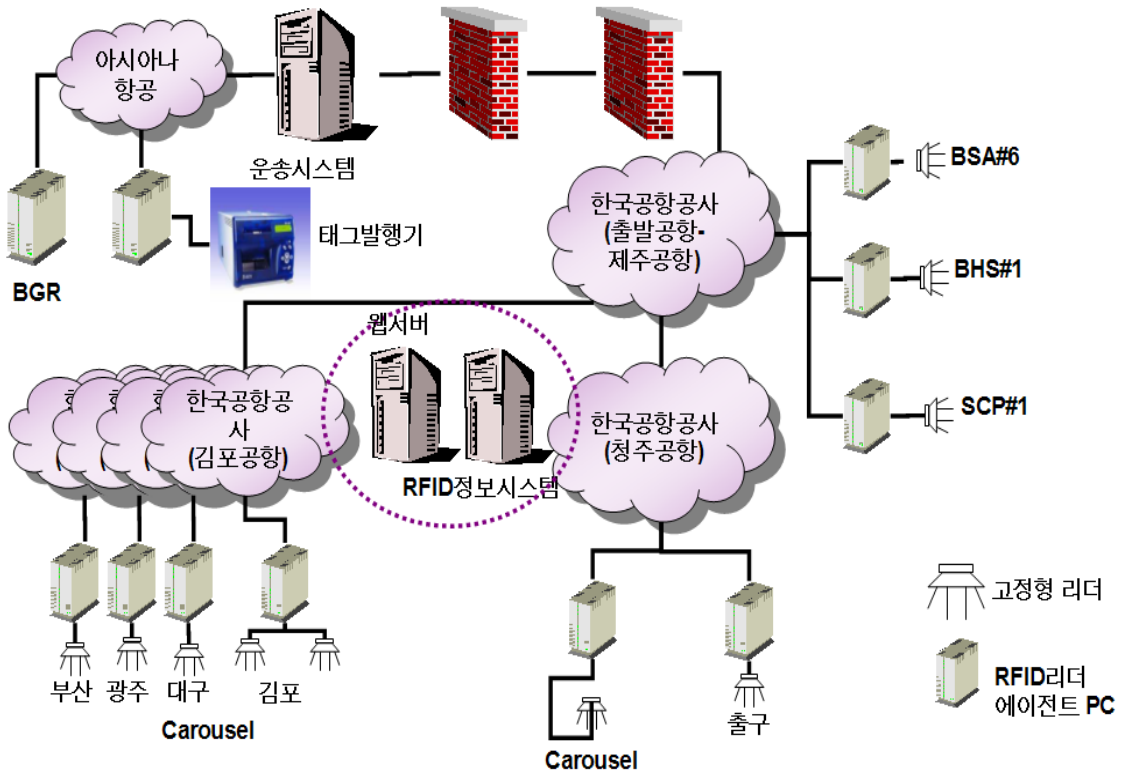 아시아나
항공
운송시스템
태그발행기
BGR
한국공항공사
(출발공항-
제주공항)
BSA#6
BHS#1
SCP#1
웹서버
RFID정보시스템
한국공항공
사
(김포공항)
한국공항공사
(청주공항)
부산
광주
대구
김포
Carousel
Carousel
출구
고정형 리더
RFID리더
에이전트 PC